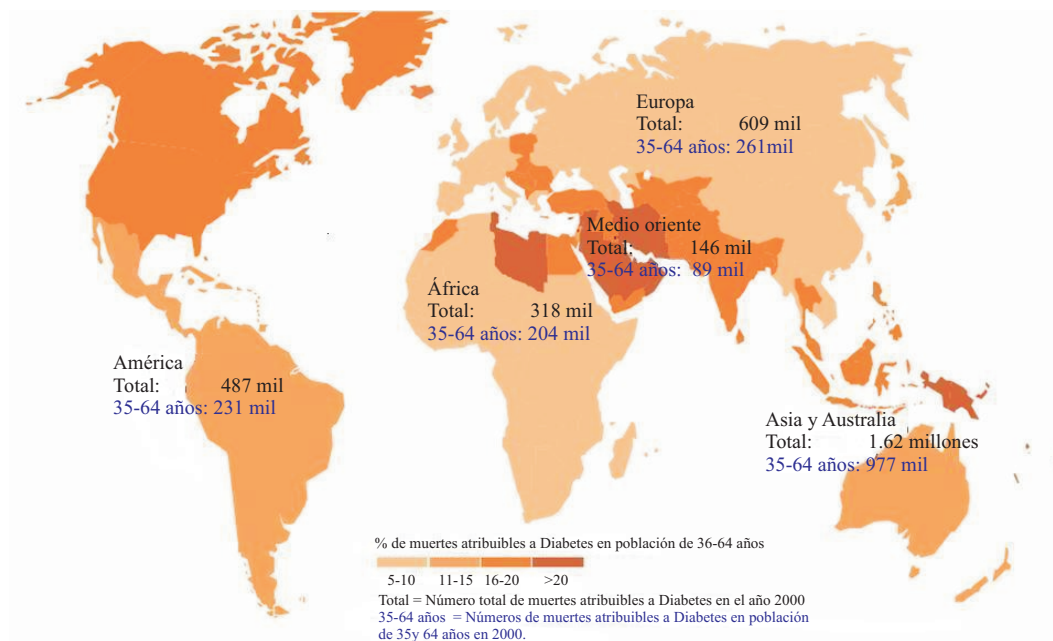 Europa
Total: 609 mil
35-64 años: 261mil
Medio oriente
Total: 146 mil
35-64 años: 89 mil
África
Total: 318 mil
35-64 años: 204 mil
América
Total: 487 mil
35-64 años: 231 mil
Asia y Australia
Total: 1.62 millones
35-64 años: 977 mil
% de muertes atribuibles a Diabetes en población de 36-64 años
5-10 11-15 16-20 >20
Total = Número total de muertes atribuibles a Diabetes en el año 2000
35-64 años = Números de muertes atribuibles a Diabetes en población
de 35y 64 años en 2000.